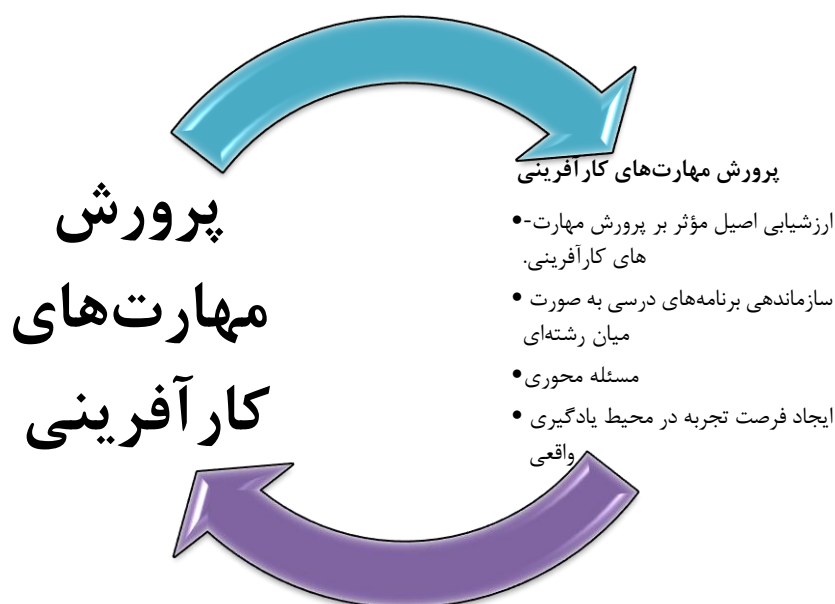 پرورش مهارت‌های کارآفرینی
•ارزشیابی اصیل مؤثر بر پرورش مهارت-
های کارآفرینی.
•سازماندهی برنامه‌های درسی به صورت
میان رشته‌ای
•مسئله محوری
•ایجاد فرصت تجربه در محیط یادگیری
واقعی
پرورش
مهارت‌های
کارآفرینی